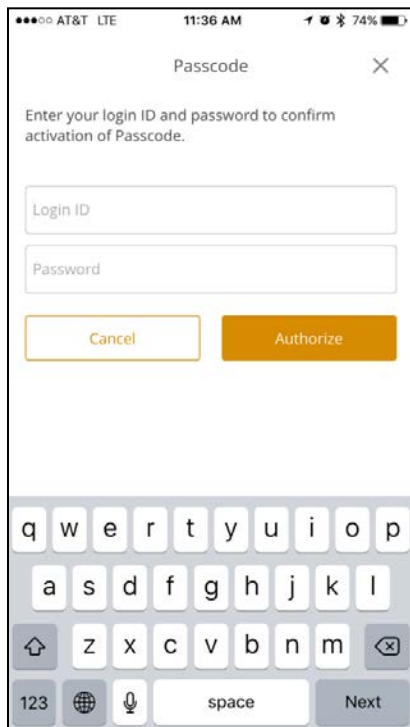 AT&T LTE 11:36 AM 74%
Passcode
Enter your login ID and password to confirm
activation of Passcode.
Login ID
Password
Cancel Authorize
q w e r t y u i o p
a s d f g h j k l
z x c v b n m
123 space Next